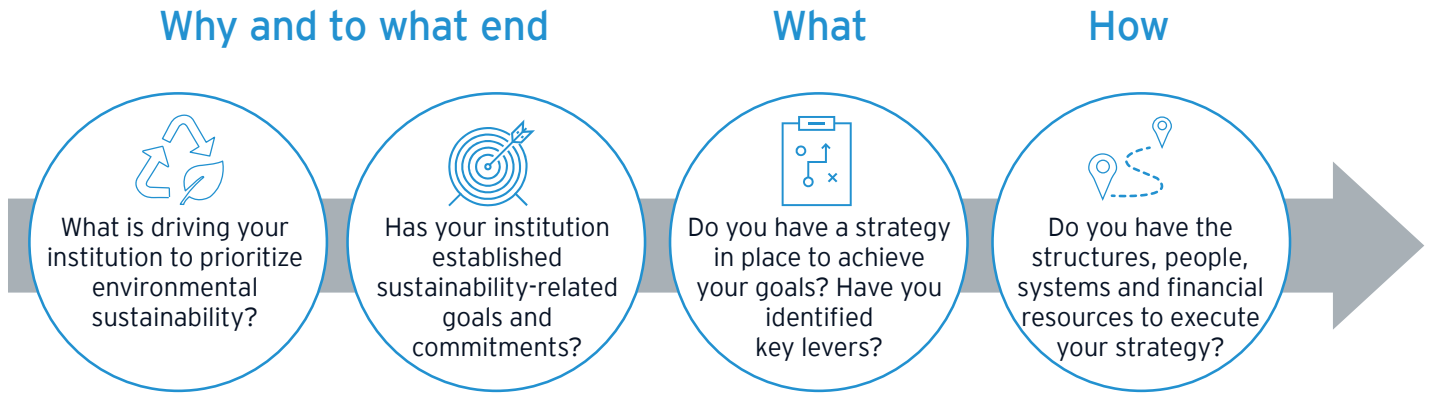 Why and to what end
What
How
What is driving your
institution to prioritize
environmental
sustainability?
Has your institution
established
sustainability-related
goals and
commitments?
Do you have a strategy
in place to achieve
your goals? Have you
identified
key levers?
Do you have the
structures, people,
systems and financial
resources to execute
your strategy?